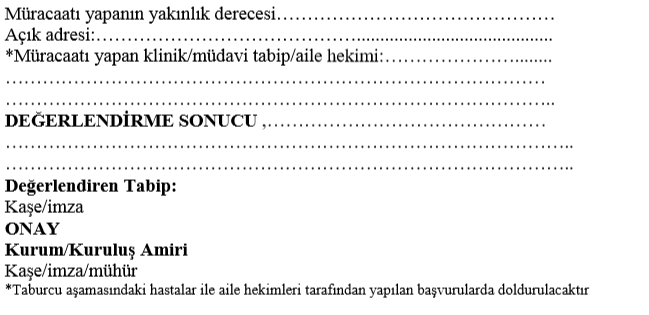 Müracaatı yapanın yakınlık derecesi………………………………………
Açık adresi:……………………………………...........................................
*Müracaatı yapan klinik/müdavi tabip/aile hekimi:…………………........
……………………………………………………………………………
……………………………………………………………………………..
DEĞERLENDİRME SONUCU ,………………………………………
………………………………………………………………………………..
………………………………………………………………………………..
Değerlendiren Tabip:
Kaşe/imza
ONAY
Kurum/Kuruluş Amiri
Kaşe/imza/mühür
*Taburcu aşamasındaki hastalar ile aile hekimleri tarafından yapılan başvurularda doldurulacaktır